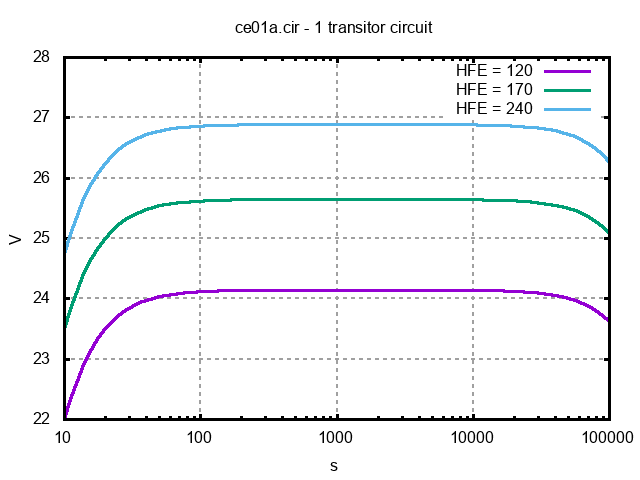 ce01a.cir - 1 transitor circuit
HFE = 120
HFE = 170
HFE = 240
28
27
26
25
24
23
22
V
10 100 1000 10000 100000
s